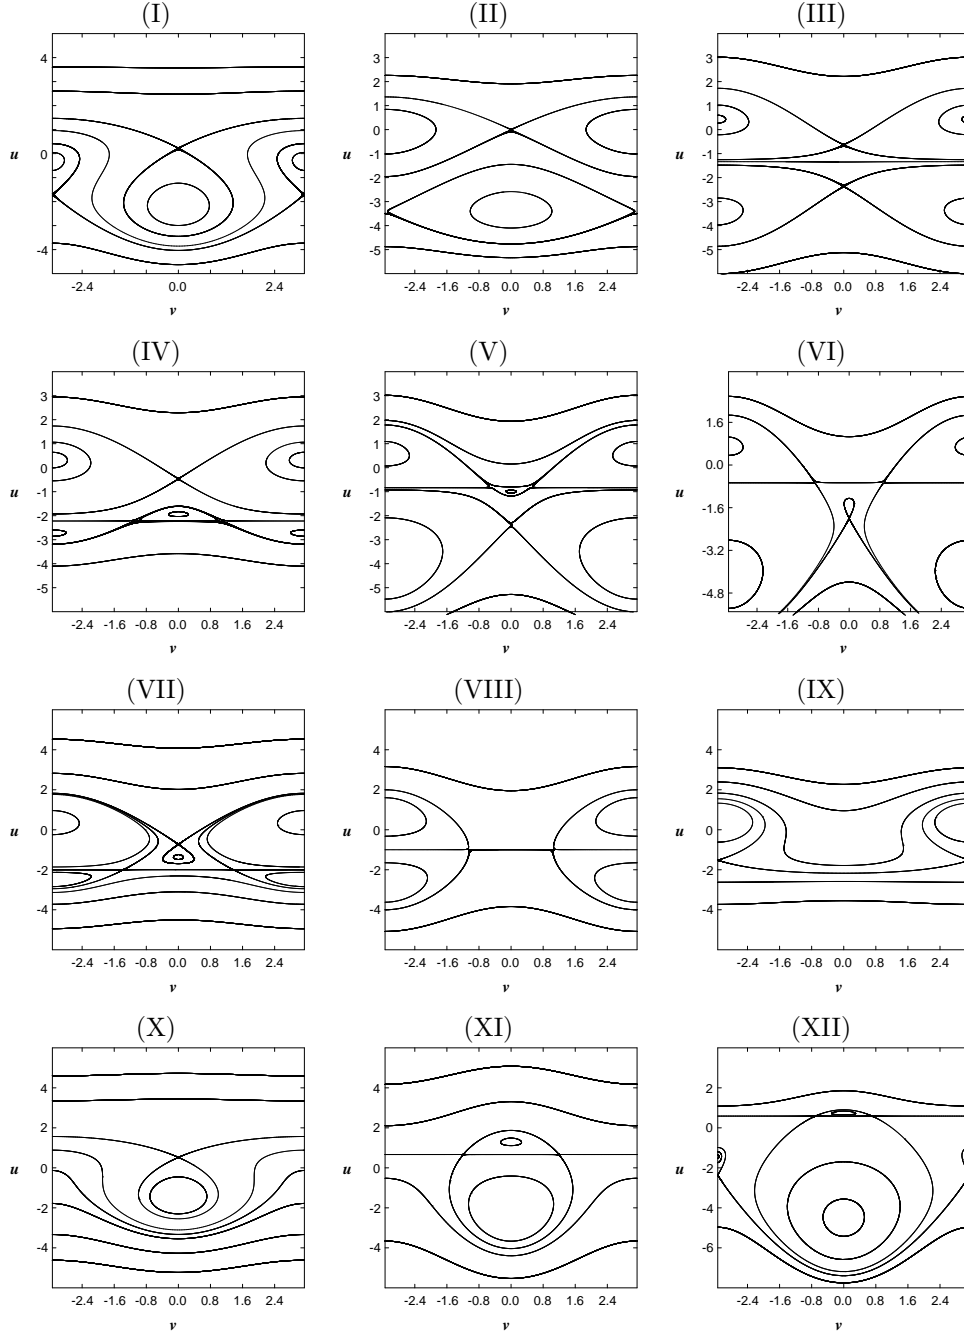 (I) (II) (III)
4 0 -4 u -2.4 -1.6 -0.8 0.0 0.8 2.4 v
3 2 1 0 -1 -2 -4 -5 u -2.4 -1.6 -0.8 0.0 0.8 1.6 2.4 v
3 2 1 0 -1 -2 -3 -4 -5 u -2.4 -1.6 -0.8 0.0 0.8 1.6 2.4 v
(IV) (V) (VI)
3 2 1 0 -1 -2 -3 -4 -5 u -2.4 -1.6 -0.8 0.0 0.8 1.6 2.4 v
3 2 1 0 -1 -2 -3 -4 -5 u -2.4 -1.6 -0.8 0.0 0.8 1.6 2.4 v
1.6 0.0 -1.6 -3.2 -4.8 u -2.4 -1.6 -0.8 0.0 0.8 1.6 2.4 v
(VII) (VIII) (IX)
4 2 0 -2 -4 u -2.4 -1.6 -0.8 0.0 0.8 1.6 2.4 v
4 2 0 -2 -4 u -2.4 -1.6 -0.8 0.0 0.8 1.6 2.4 v
4 2 0 -2 -4 u -2.4 -1.6 -0.8 0.0 0.8 1.6 2.4 v
(X) (XI) (XII)
4 2 0 -2 -4 u -2.4 -1.6 -0.8 0.0 0.8 1.6 2.4 v
4 2 0 -4 u -2.4 -1.6 -0.8 0.0 0.8 1.6 2.4 v
2 0 -2 -4 -6 u -2.4 -1.6 -0.8 0.0 0.8 1.6 2.4 v